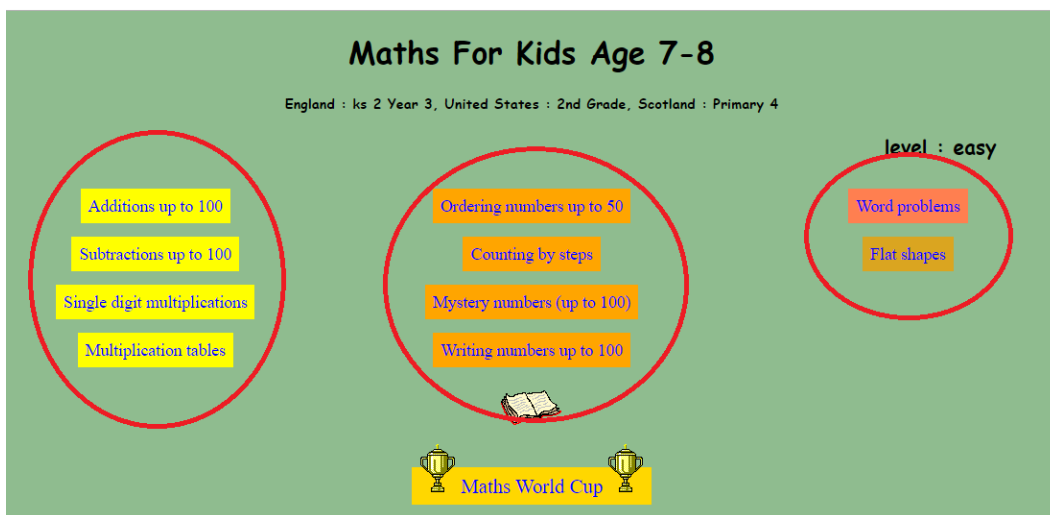 Maths For Kids Age 7-8
England : ks 2 Year 3, United States : 2nd Grade, Scotland : Primary 4
level : easy
Additions up to 100
Subtractions up to 100
Single digit multiplications
Multiplication tables
Ordering numbers up to 50
Counting by steps
Mystery numbers (up to 100)
Writing numbers up to 100
Word problems
Flat shapes
Maths World Cup